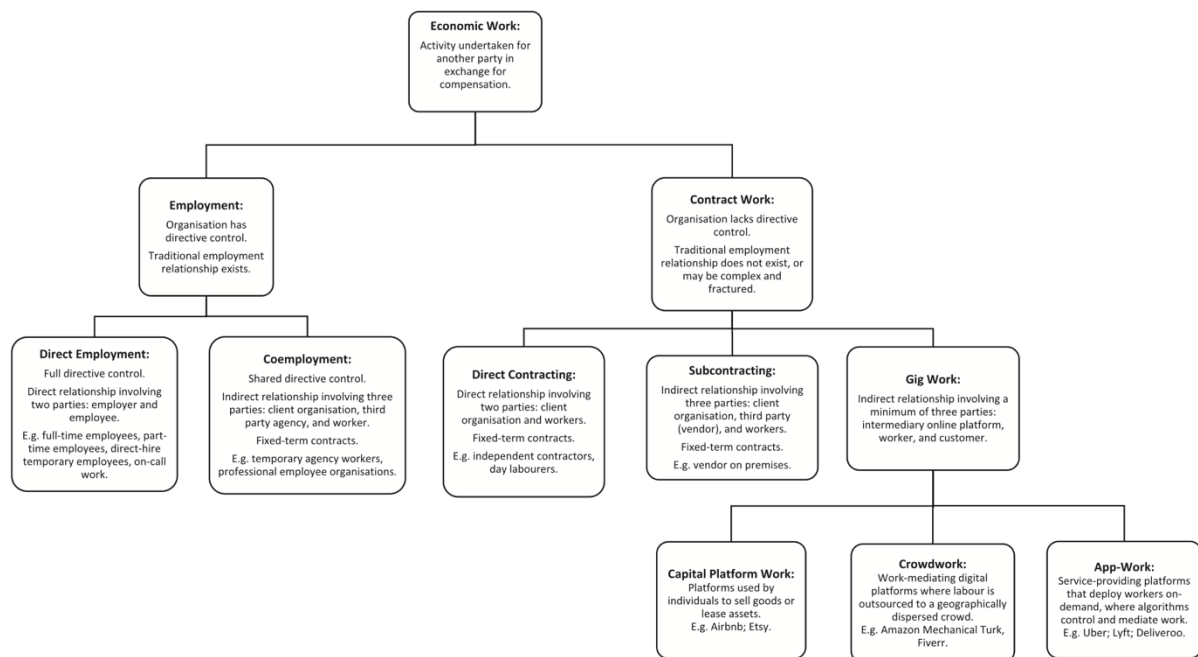 Economic Work:
Activity undertaken for
another party in
exchange for
compensation.
Employment:
Organisation has
directive control.
Traditional employment
relationship exists.
Contract Work:
Organisation lacks directive
control.
Traditional employment
relationship does not exist, or
may be complex and
fractured.
Direct Employment:
Full directive control.
Direct relationship involving
two parties: employer and
employee.
E.g. full-time employees, part-
time employees, direct-hire
temporary employees, on-call
work.
Coemployment:
Shared directive control.
Indirect relationship involving three
parties: client organisation, third
party agency, and worker.
Fixed-term contracts.
E.g. temporary agency workers,
professional employee organisations.
Direct Contracting:
Direct relationship involving
two parties: client
organisation and workers.
Fixed-term contracts.
E.g. independent contractors,
day labourers.
Subcontracting:
Indirect relationship involving
three parties: client
organisation, third party
(vendor), and workers.
Fixed-term contracts.
E.g. vendor on premises.
Gig Work:
Indirect relationship involving a
minimum of three parties:
intermediary online platform,
worker, and customer.
Capital Platform Work:
Platforms used by
individuals to sell goods or
lease assets.
E.g. Airbnb; Etsy.
Crowdwork:
Work-mediating digital
platforms where labour is
outsourced to a geographically
dispersed crowd.
E.g. Amazon Mechanical Turk,
Fiverr.
App-Work:
Service-providing platforms
that deploy workers on-
demand, where algorithms
control and mediate work.
E.g. Uber; Lyft; Deliveroo.